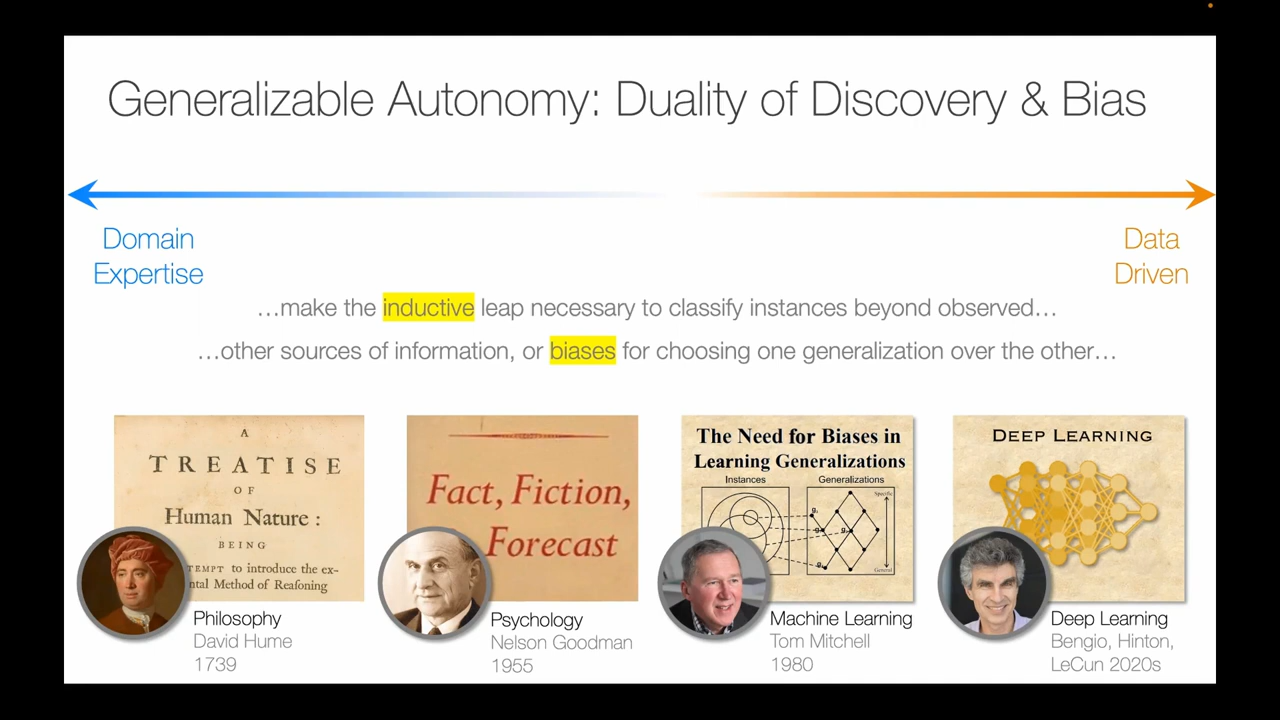 Generalizable Autonomy: Duality of Discovery & Bias
Domain
Expertise
Data
Driven
…make the inductive leap necessary to classify instances beyond observed…
…other sources of information, or biases for choosing one generalization over the other…
A
TREATISE
OF
Human Nature :
BEING
TEMPT to introduce the ex-
ntal Method of Reaſoning
Philosophy
David Hume
1739
Fact, Fiction,
Forecast
Psychology
Nelson Goodman
1955
The Need for Biases in
Learning Generalizations
Instances
Generalizations
Specific
General
Machine Learning
Tom Mitchell
1980
DEEP LEARNING
Deep Learning
Bengio, Hinton,
LeCun 2020s